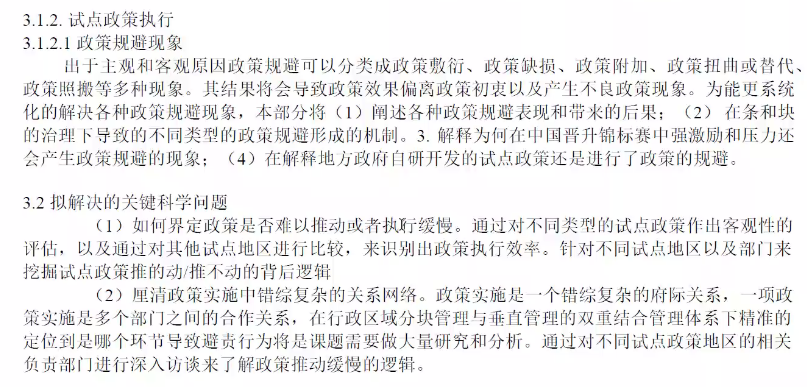 3.1.2. 试点政策执行
3.1.2.1 政策规避现象
出于主观和客观原因政策规避可以分类成政策敷衍、政策缺损、政策附加、政策扭曲或替代、
政策照搬等多种现象。其结果将会导致政策效果偏离政策初衷以及产生不良政策现象。为能更系统
化的解决各种政策规避现象，本部分将（1）阐述各种政策规避表现和带来的后果；（2） 在条和块
的治理下导致的不同类型的政策规避形成的机制。3. 解释为何在中国晋升锦标赛中强激励和压力还
会产生政策规避的现象；（4）在解释地方政府自研开发的试点政策还是进行了政策的规避。
3.2 拟解决的关键科学问题
（1）如何界定政策是否难以推动或者执行缓慢。通过对不同类型的试点政策作出客观性的
评估，以及通过对其他试点地区进行比较，来识别出政策执行效率。针对不同试点地区以及部门来
挖掘试点政策推的动/推不动的背后逻辑
（2）厘清政策实施中错综复杂的关系网络。政策实施是一个错综复杂的府际关系，一项政
策实施是多个部门之间的合作关系，在行政区域分块管理与垂直管理的双重结合管理体系下精准的
定位到是哪个环节导致避责行为将是课题需要做大量研究和分析。通过对不同试点政策地区的相关
负责部门进行深入访谈来了解政策推动缓慢的逻辑。